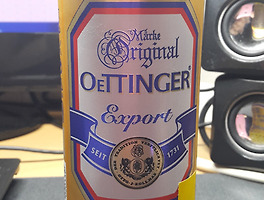 Marke
Original
OeTTINGER
Export
SEIT 1731